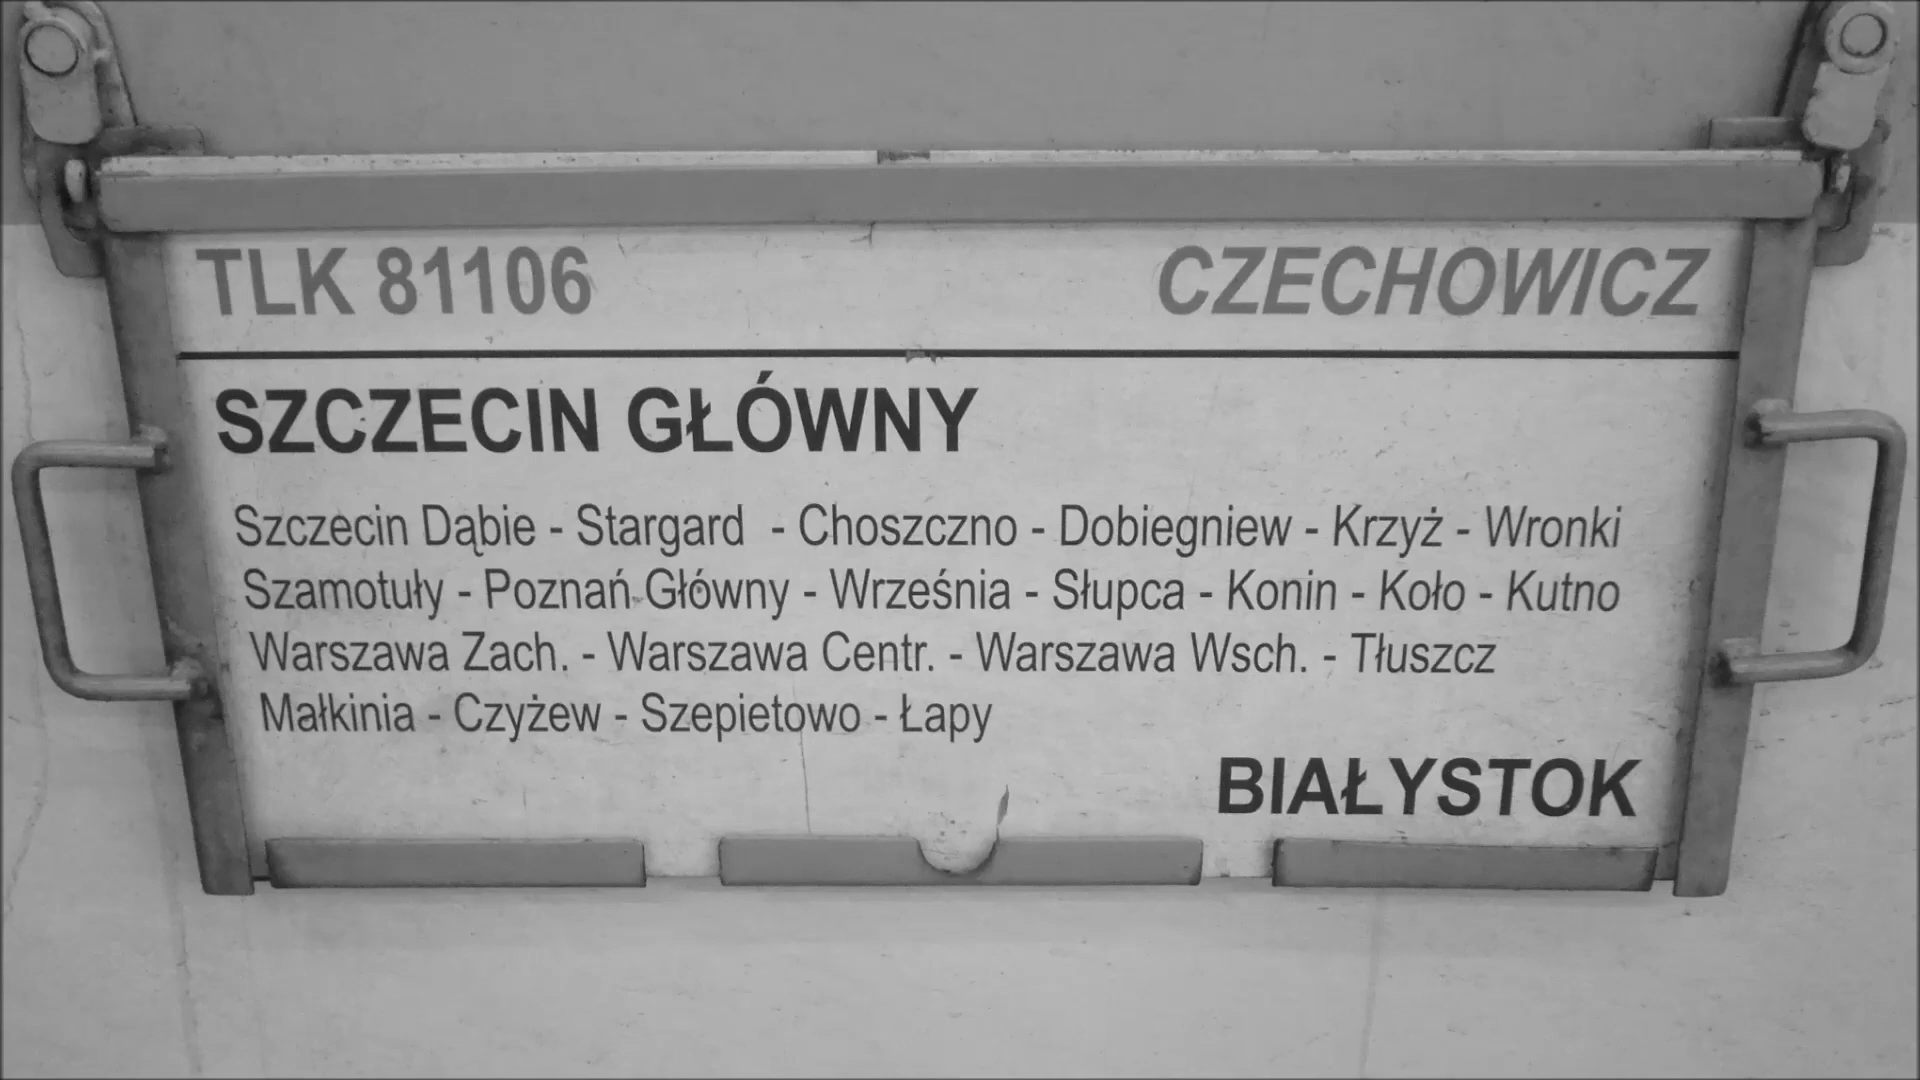 TLK 81106 CZECHOWICZ
SZCZECIN GŁÓWNY
Szczecin Dąbie - Stargard - Choszczno - Dobiegniew - Krzyż - Wronki
Szamotuły - Poznań Główny - Września - Słupca - Konin - Koło - Kutno
Warszawa Zach. - Warszawa Centr. - Warszawa Wsch. - Tłuszcz
Małkinia - Czyżew - Szepietowo - Łapy
BIAŁYSTOK